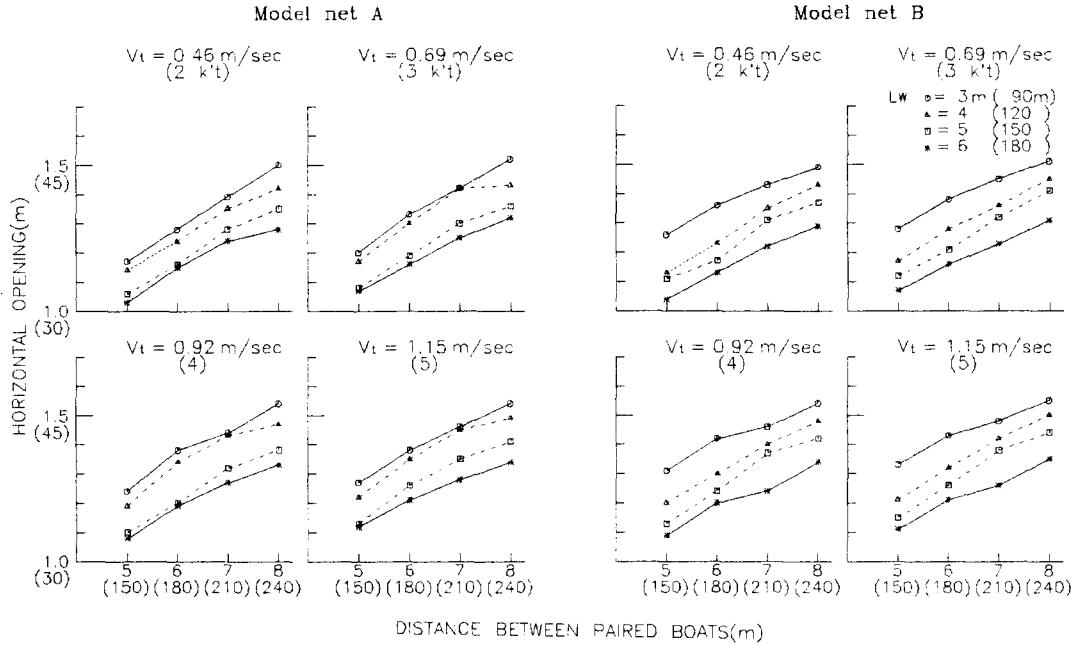 Model net A
Model net B
Vt = 0.46 m/sec
(2 k't)
Vt = 0.69 m/sec
(3 k't)
Vt = 0.46 m/sec
(2 k't)
Vt = 0.69 m/sec
(3 k't)
LW = 3m ( 90m)
= 4 (120 )
= 5 (150 )
= 6 (180 )
HORIZONTAL OPENING(m)
1.5
(45)
1.0
(30)
Vt = 0.92 m/sec
(4)
Vt = 1.15 m/sec
(5)
Vt = 0.92 m/sec
(4)
Vt = 1.15 m/sec
(5)
1.5
(45)
1.0
(30)
5 6 7 8 5 6 7 8 5 6 7 8 5 6 7 8
(150) (180) (210) (240) (150) (180) (210) (240) (150) (180) (210) (240) (150) (180) (210) (240)
DISTANCE BETWEEN PAIRED BOATS(m)